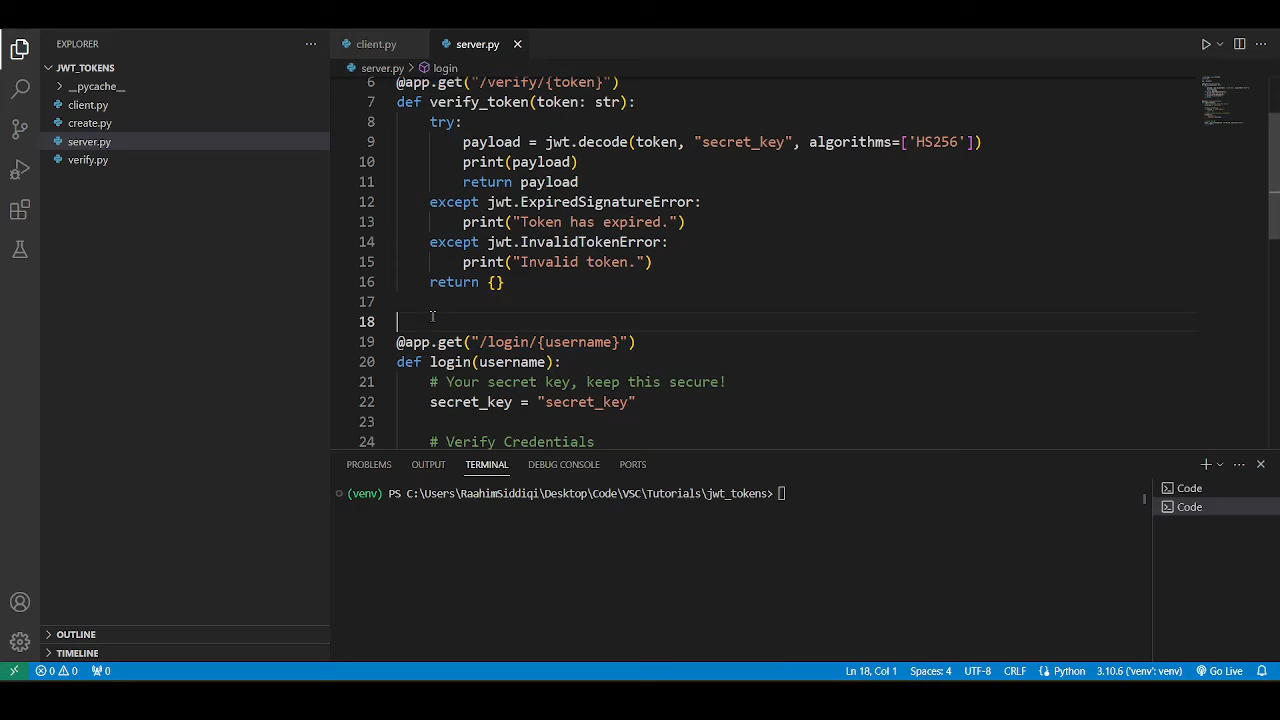 EXPLORER
client.py
server.py
JWT_TOKENS
server.py
login
__pycache__
client.py
create.py
server.py
verify.py
6 @app.get("/verify/{token}")
7 def verify_token(token: str):
8 try:
9 payload = jwt.decode(token, "secret_key", algorithms=['HS256'])
10 print(payload)
11 return payload
12 except jwt.ExpiredSignatureError:
13 print("Token has expired.")
14 except jwt.InvalidTokenError:
15 print("Invalid token.")
16 return {}
17
18
19 @app.get("/login/{username}")
20 def login(username):
21 # Your secret key, keep this secure!
22 secret_key = "secret_key"
23
24 # Verify Credentials
PROBLEMS OUTPUT TERMINAL DEBUG CONSOLE PORTS
(venv) PS C:\Users\RaahimSiddiqi\Desktop\Code\VSC\Tutorials\jwt_tokens>
Code
Code
OUTLINE
TIMELINE
0 0 0 Ln 18, Col 1 Spaces: 4 UTF-8 CRLF Python 3.10.6 ('venv': venv) Go Live